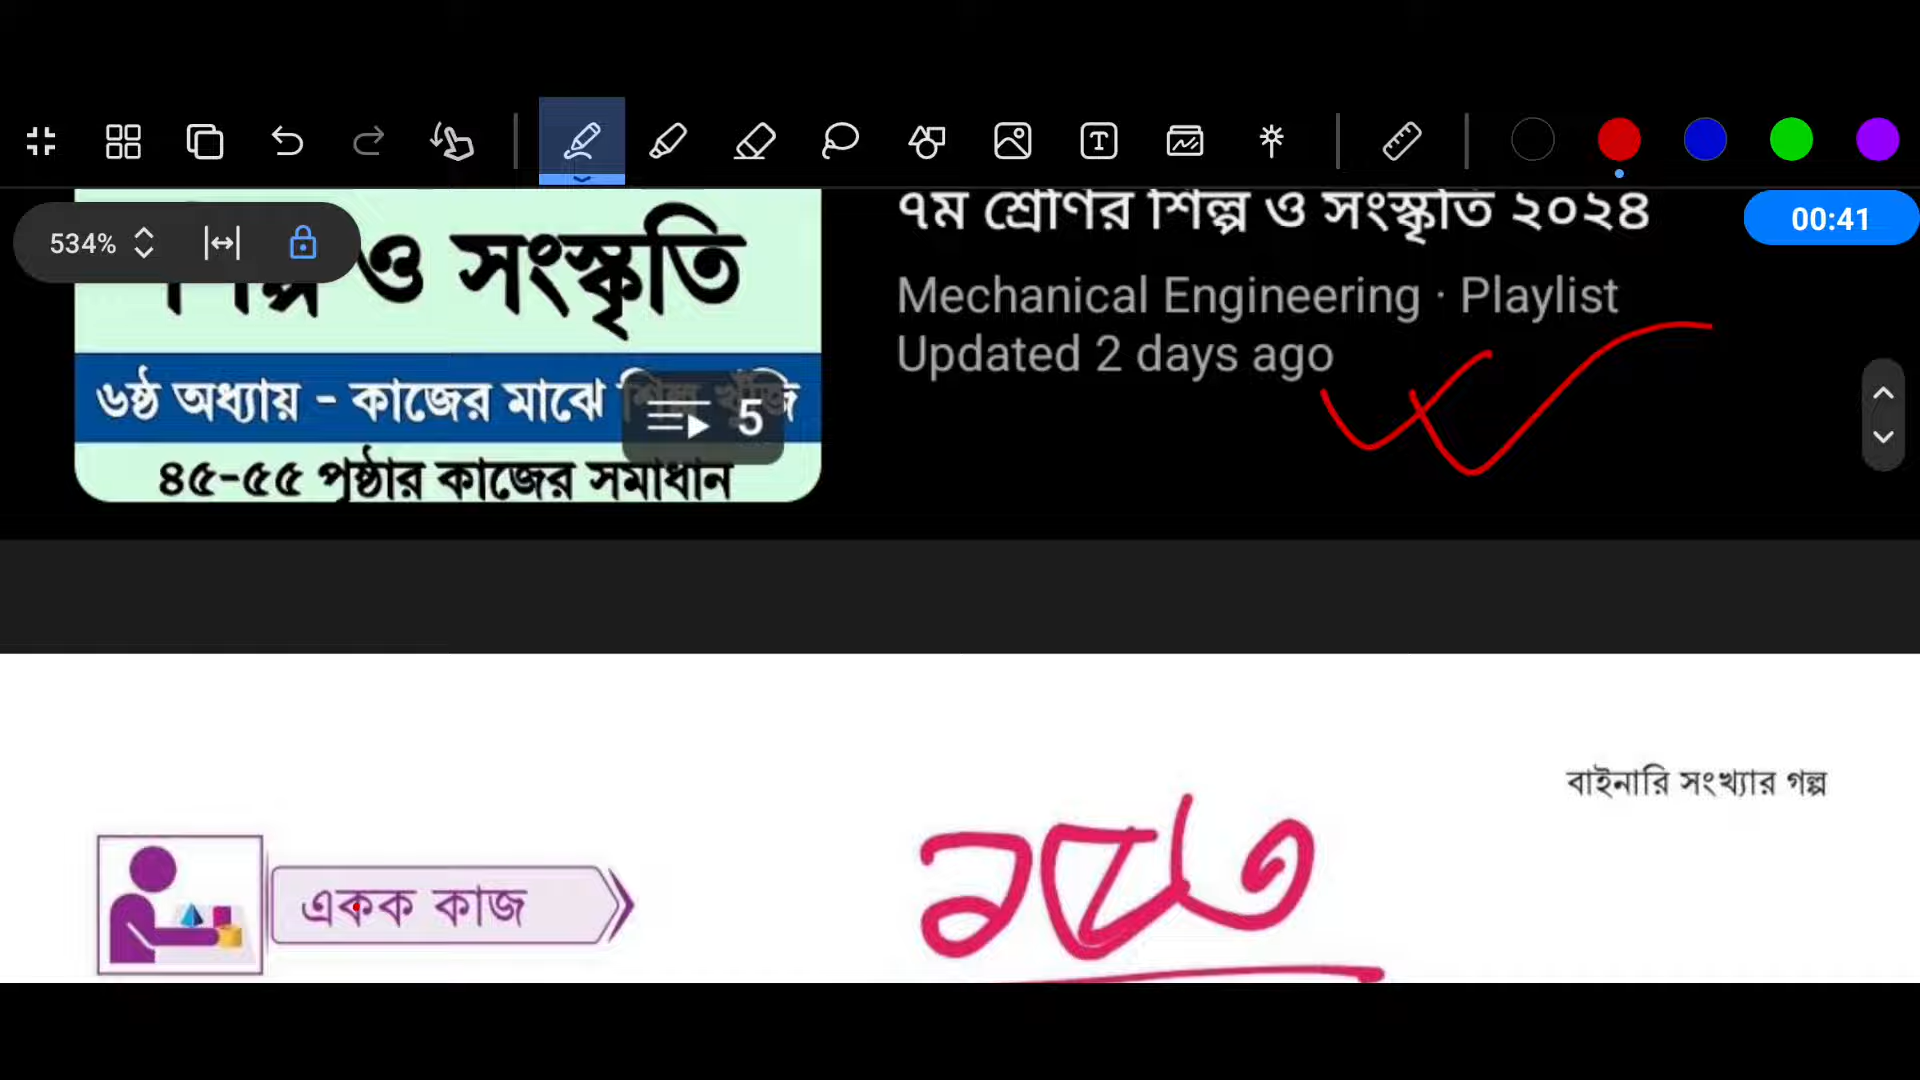 534%
00:41
৭ম শ্রেণির শিল্প ও সংস্কৃতি ২০২৪
Mechanical Engineering · Playlist
Updated 2 days ago
শিল্প ও সংস্কৃতি
৬ষ্ঠ অধ্যায় - কাজের মাঝে শিল্প খুঁজি
5
৪৫-৫৫ পৃষ্ঠার কাজের সমাধান
বাইনারি সংখ্যার গল্প
একক কাজ